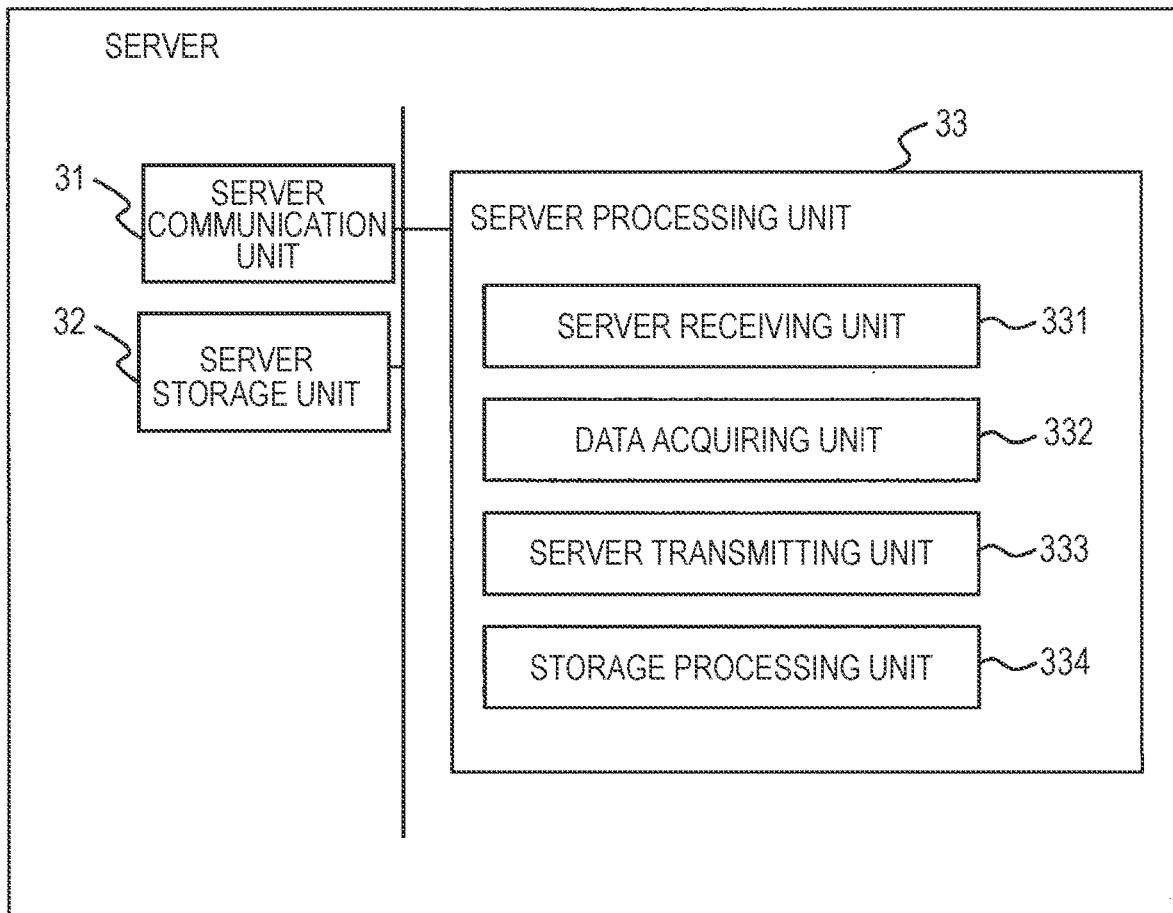 SERVER
33
31
SERVER
COMMUNICATION
UNIT
SERVER PROCESSING UNIT
32
SERVER
STORAGE UNIT
SERVER RECEIVING UNIT
331
DATA ACQUIRING UNIT
332
SERVER TRANSMITTING UNIT
333
STORAGE PROCESSING UNIT
334